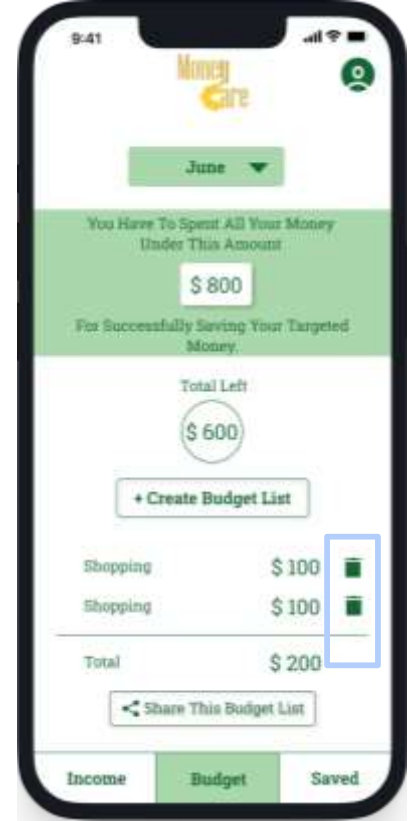 9:41
Money
Care
June
You Have To Spent All Your Money
Under This Amount
$ 800
For Successfully Saving Your Targeted
Money.
Total Left
$ 600
+ Create Budget List
Shopping $ 100
Shopping $ 100
Total $ 200
Share This Budget List
Income Budget Saved